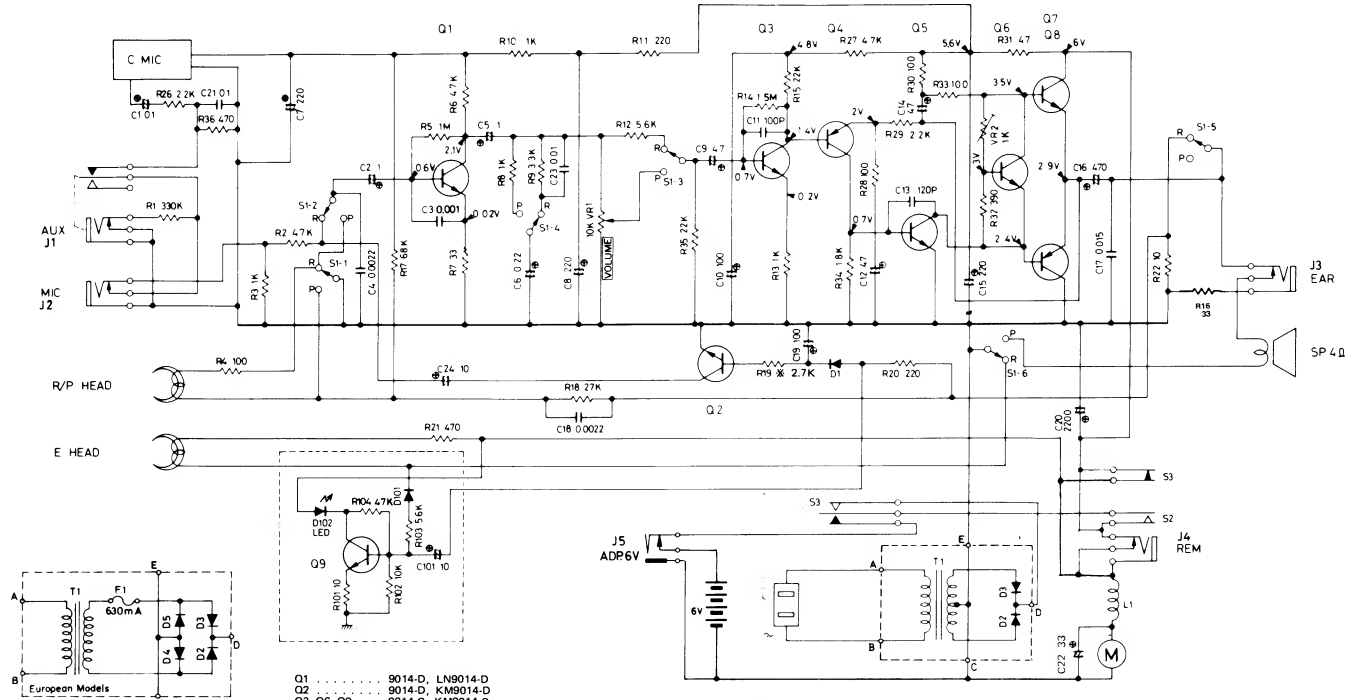 Q1
R10 1K
R11 220
Q3
Q4
4.8V
R27 4.7K
Q5
5.6V
Q6
R31 47
Q7
Q8
6V
C MIC
R26 2.2K
C21 .01
C1 .01
R36 470
C7 220
R6 4.7K
R5 1M
C5 .1
2.1V
C2 .1
0.6V
C3 0.001
0.02V
R7 33
R8 1K
R9 3.3K
C23 0.01
R12 5.6K
R
P
S1-3
C9 4.7
R14 1.5M
R15 22K
C11 100P
1.4V
0.7V
0.2V
2V
R29 2.2K
R30 100
C14 47
R33 100
3.5V
VR2 1K
3V
R32 390
2.4V
2.9V
C16 470
R
S1-5
P
AUX
J1
R1 330K
MIC
J2
R2 4.7K
R3 1K
S1-2
R
P
S1-1
R
P
C4 0.0022
R17 68K
P
R
S1-4
C6 0.22
C8 220
10K VR1
VOLUME
R35 22K
C10 100
R13 1K
R28 100
0.7V
C13 120P
R34 1.8K
C12 47
C15 220
C17 0.015
R22 10
J3
EAR
R16
33
R/P HEAD
R4 100
C24 10
R18 27K
C18 0.0022
Q2
R19 ※ 2.7K
C19 100
D1
R20 220
P
R
S1-6
SP 4Ω
C20
2200
E HEAD
R21 470
D102
LED
R104 47K
D101
R103 56K
Q9
R101 10
R102 10K
C101 10
S3
S3
S2
J5
ADP.6V
6V
J4
REM
A
B
E
T1
D3
D2
D
C
~
L1
C22 33
M
A
B
T1
F1
630mA
E
D5
D4
D3
D2
D
European Models
Q1 . . . . . . . . 9014-D, LN9014-D
Q2 . . . . . . . . 9014-D, KM9014-D